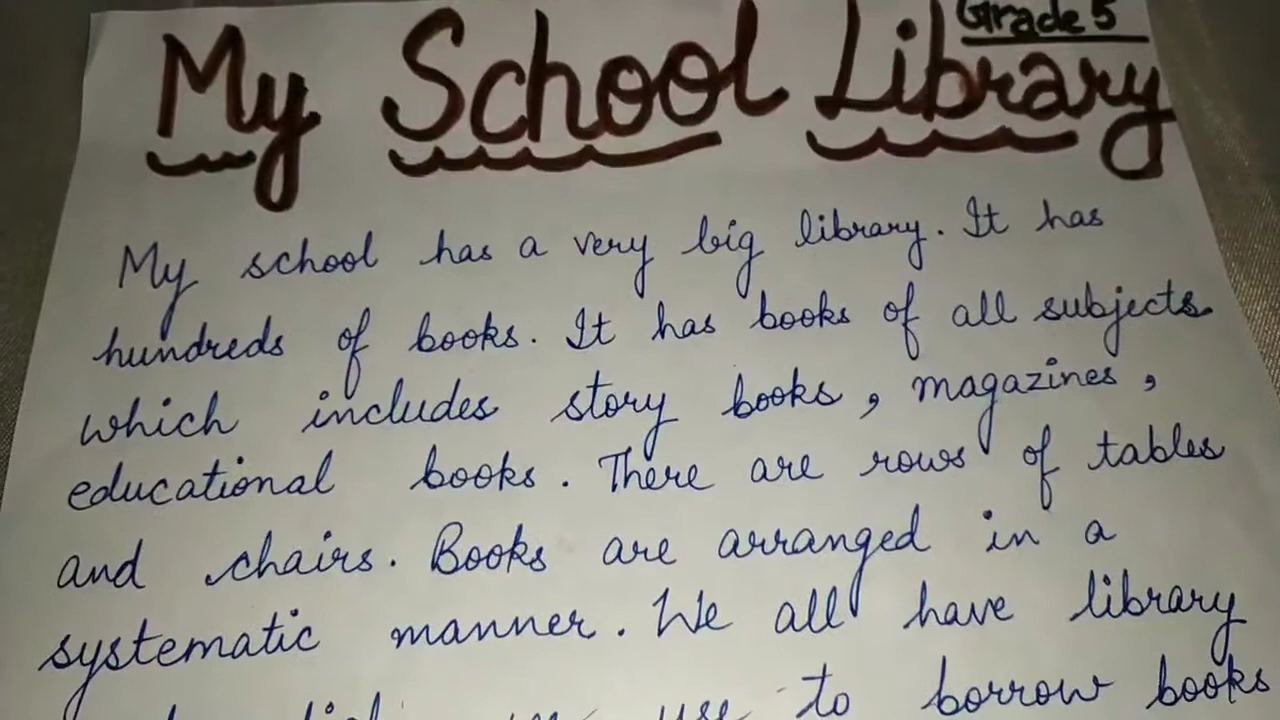 Grade 5
My School Library
My school has a very big library. It has
hundreds of books. It has books of all subjects
which includes story books, magazines,
educational books. There are rows of tables
and chairs. Books are arranged in a
systematic manner. We all have library
use to borrow books